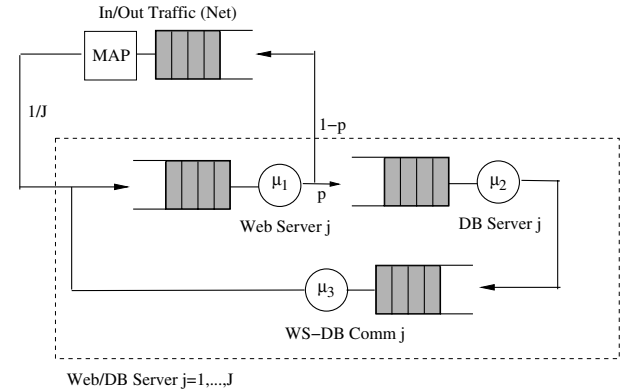 In/Out Traffic (Net)
MAP
1/J
1−p
μ1
p
μ2
Web Server j
DB Server j
μ3
WS−DB Comm j
Web/DB Server j=1,...,J